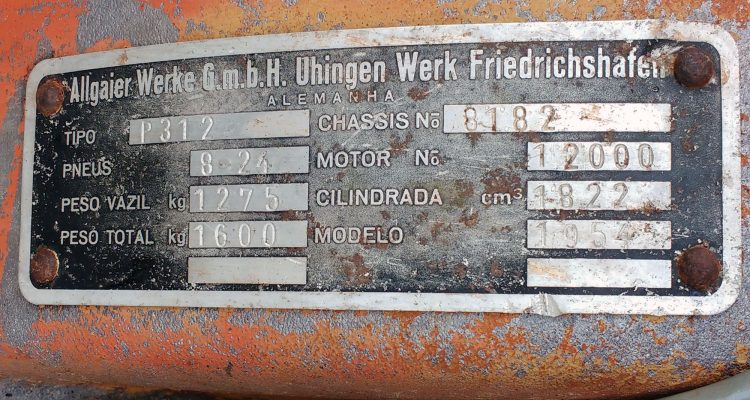 Allgaier Werke G.m.b.H. Uhingen Werk Friedrichshafen
ALEMANHA
TIPO P312 CHASSIS Nº 8182
PNEUS 8-24 MOTOR Nº 12000
PESO VAZIL kg 1275 CILINDRADA cm³ 1822
PESO TOTAL kg 1600 MODELO 1954